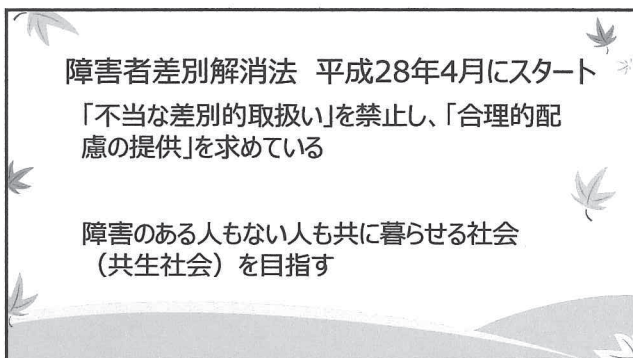 障害者差別解消法 平成28年4月にスタート
「不当な差別的取扱い」を禁止し、「合理的配
慮の提供」を求めている
障害のある人もない人も共に暮らせる社会
（共生社会）を目指す